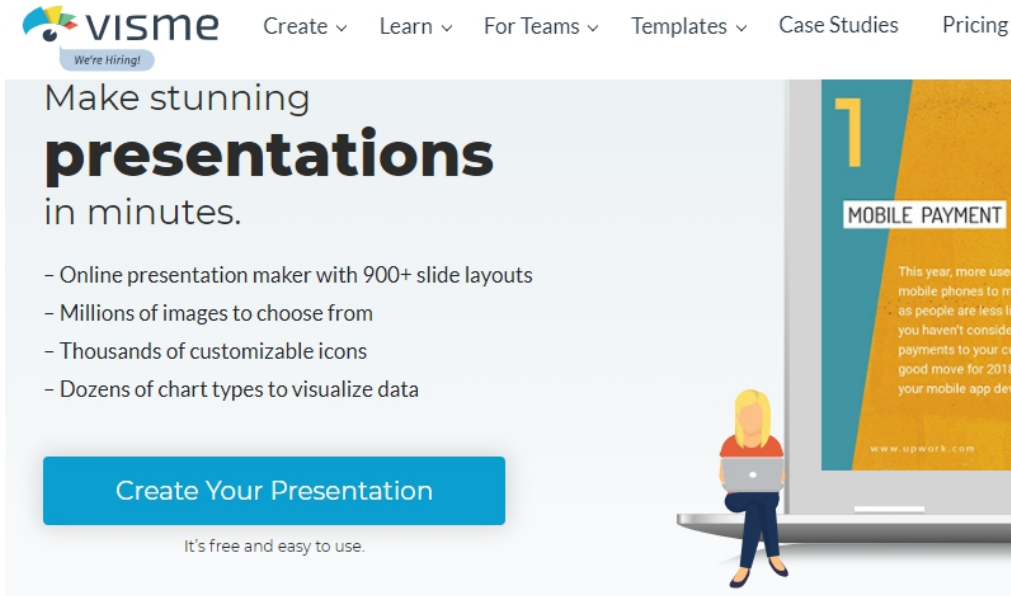 VISME
We're Hiring!
Create
Learn
For Teams
Templates
Case Studies
Pricing
Make stunning
presentations
in minutes.
– Online presentation maker with 900+ slide layouts
– Millions of images to choose from
– Thousands of customizable icons
– Dozens of chart types to visualize data
Create Your Presentation
It's free and easy to use.
1
MOBILE PAYMENT
This year, more
mobile phones to
as people are less
you haven't
payments to your
good move for 2018
your mobile app
www.upwork.com